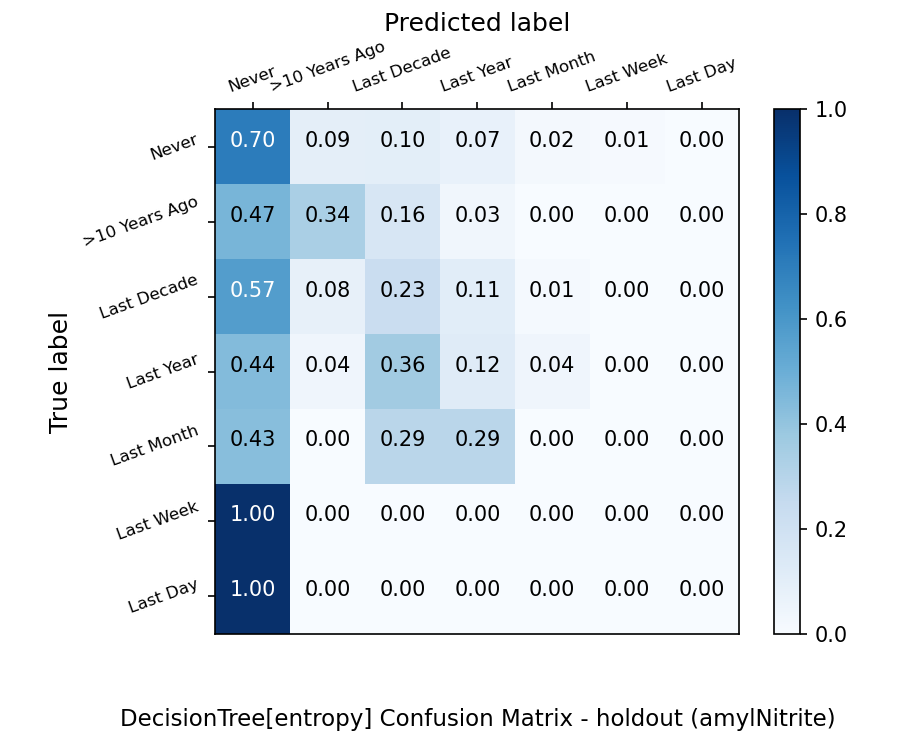 Predicted label
Never >10 Years Ago Last Decade Last Year Last Month Last Week Last Day
True label
Never 0.70 0.09 0.10 0.07 0.02 0.01 0.00
>10 Years Ago 0.47 0.34 0.16 0.03 0.00 0.00 0.00
Last Decade 0.57 0.08 0.23 0.11 0.01 0.00 0.00
Last Year 0.44 0.04 0.36 0.12 0.04 0.00 0.00
Last Month 0.43 0.00 0.29 0.29 0.00 0.00 0.00
Last Week 1.00 0.00 0.00 0.00 0.00 0.00 0.00
Last Day 1.00 0.00 0.00 0.00 0.00 0.00 0.00
1.0
0.8
0.6
0.4
0.2
0.0
DecisionTree[entropy] Confusion Matrix - holdout (amylNitrite)